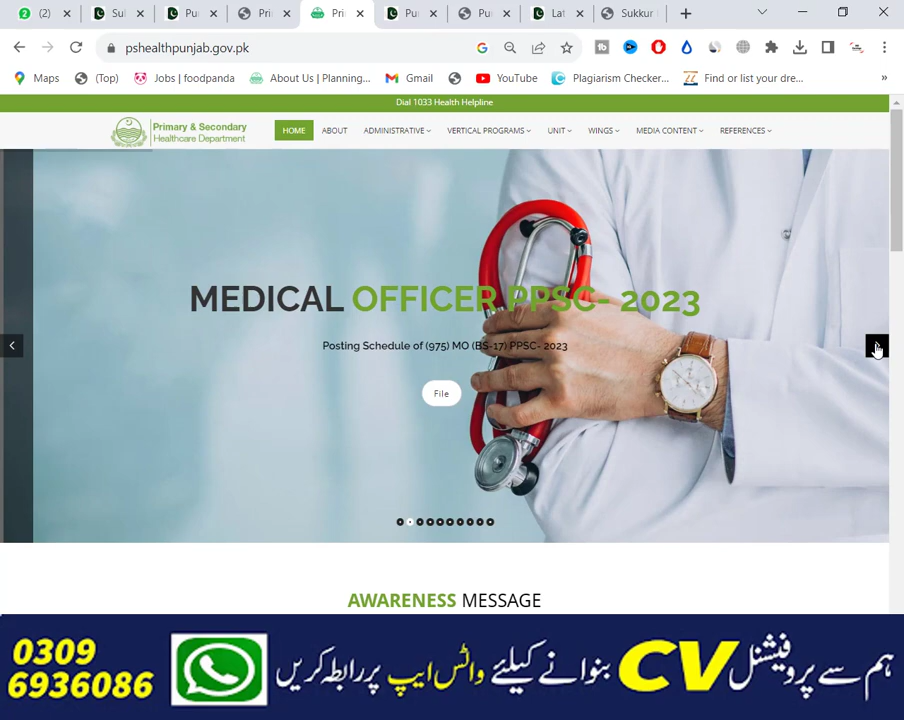 (2)
Sul
Pu
Pri
Pri
Pu
Pu
Lat
Sukkur
pshealthpunjab.gov.pk
Maps
(Top)
Jobs | foodpanda
About Us | Planning...
Gmail
YouTube
Plagiarism Checker...
Find or list your dre...
»
Dial 1033 Health Helpline
Primary & Secondary
Healthcare Department
HOME
ABOUT
ADMINISTRATIVE
VERTICAL PROGRAMS
UNIT
WINGS
MEDIA CONTENT
REFERENCES
MEDICAL OFFICER PPSC- 2023
Posting Schedule of (975) MO (BS-17) PPSC- 2023
File
AWARENESS MESSAGE
0309
6936086
ہم سے پروفیشنل CV بنوانے کیلئے واٹس ایپ پر رابطہ کریں